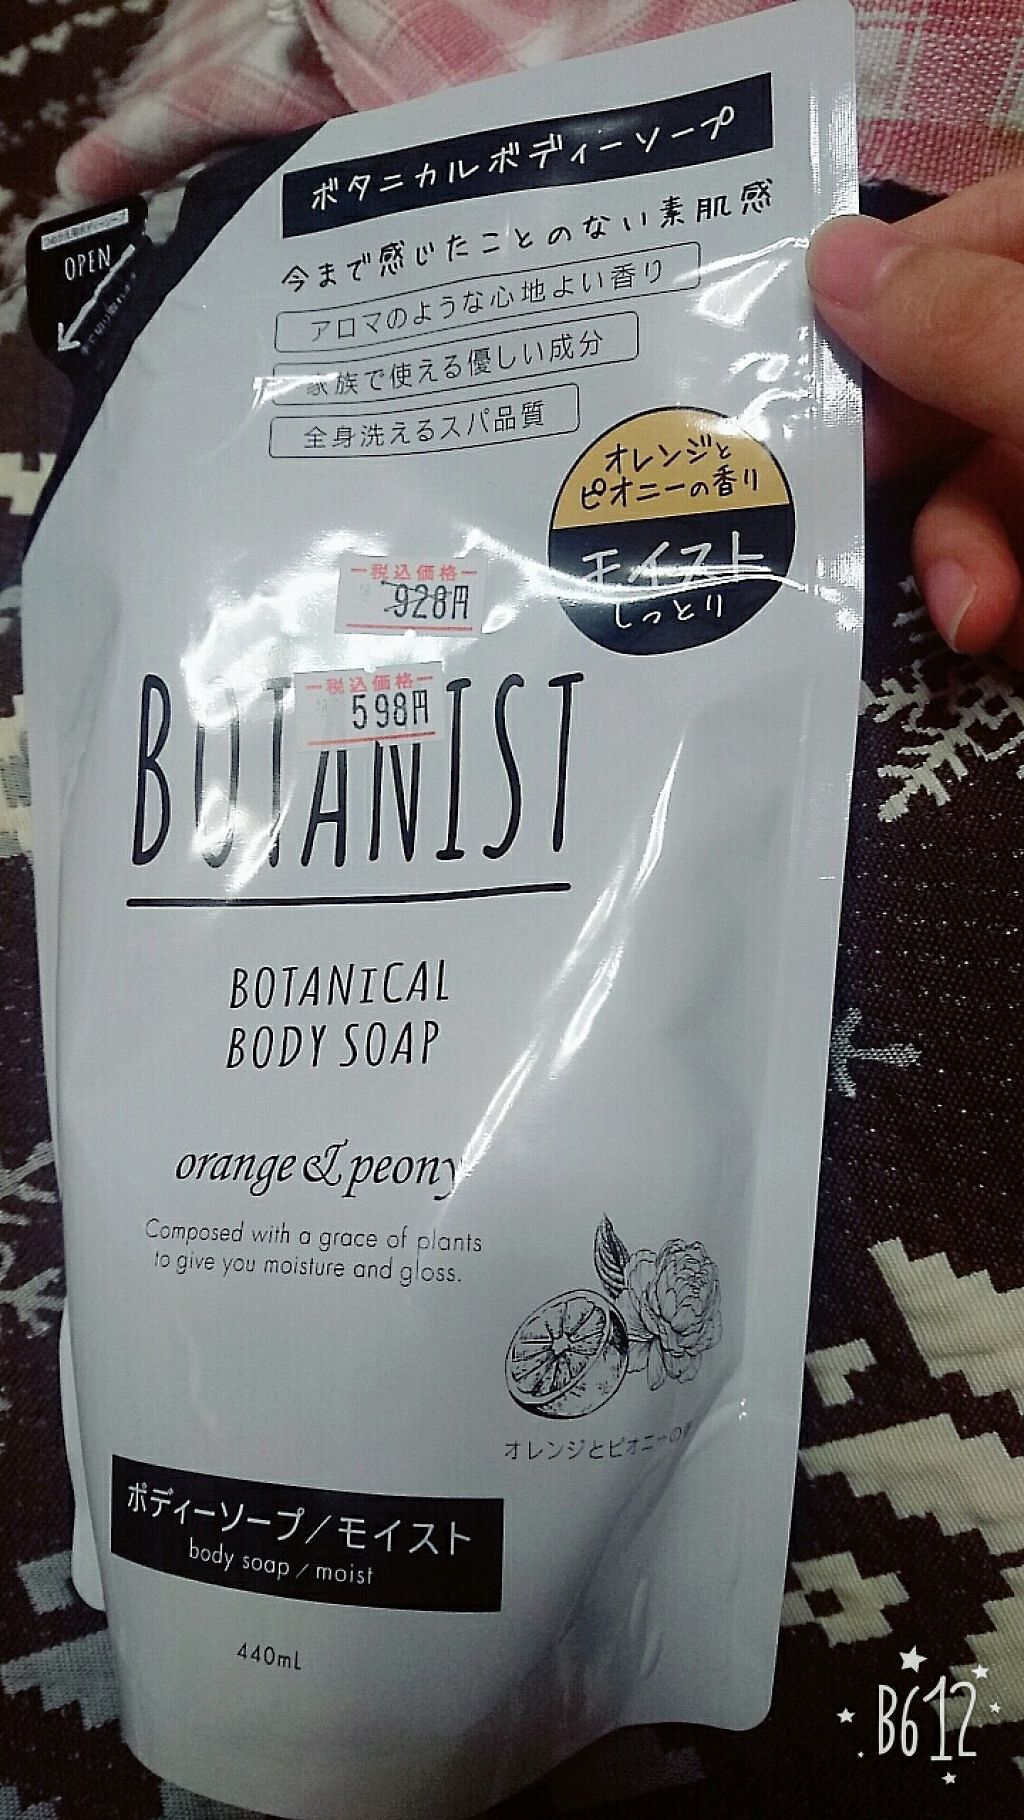 ボタニカルボディーソープ
今まで感じたことのない素肌感
アロマのような心地よい香り
家族で使える優しい成分
全身洗えるスパ品質
OPEN
オレンジと
ピオニーの香り
モイスト
しっとり
税込価格
928円
税込価格
598円
BOTANIST
BOTANICAL
BODY SOAP
orange & peony
Composed with a grace of plants
to give you moisture and gloss.
オレンジとピオニーの
ボディーソープ/モイスト
body soap / moist
440mL
B612